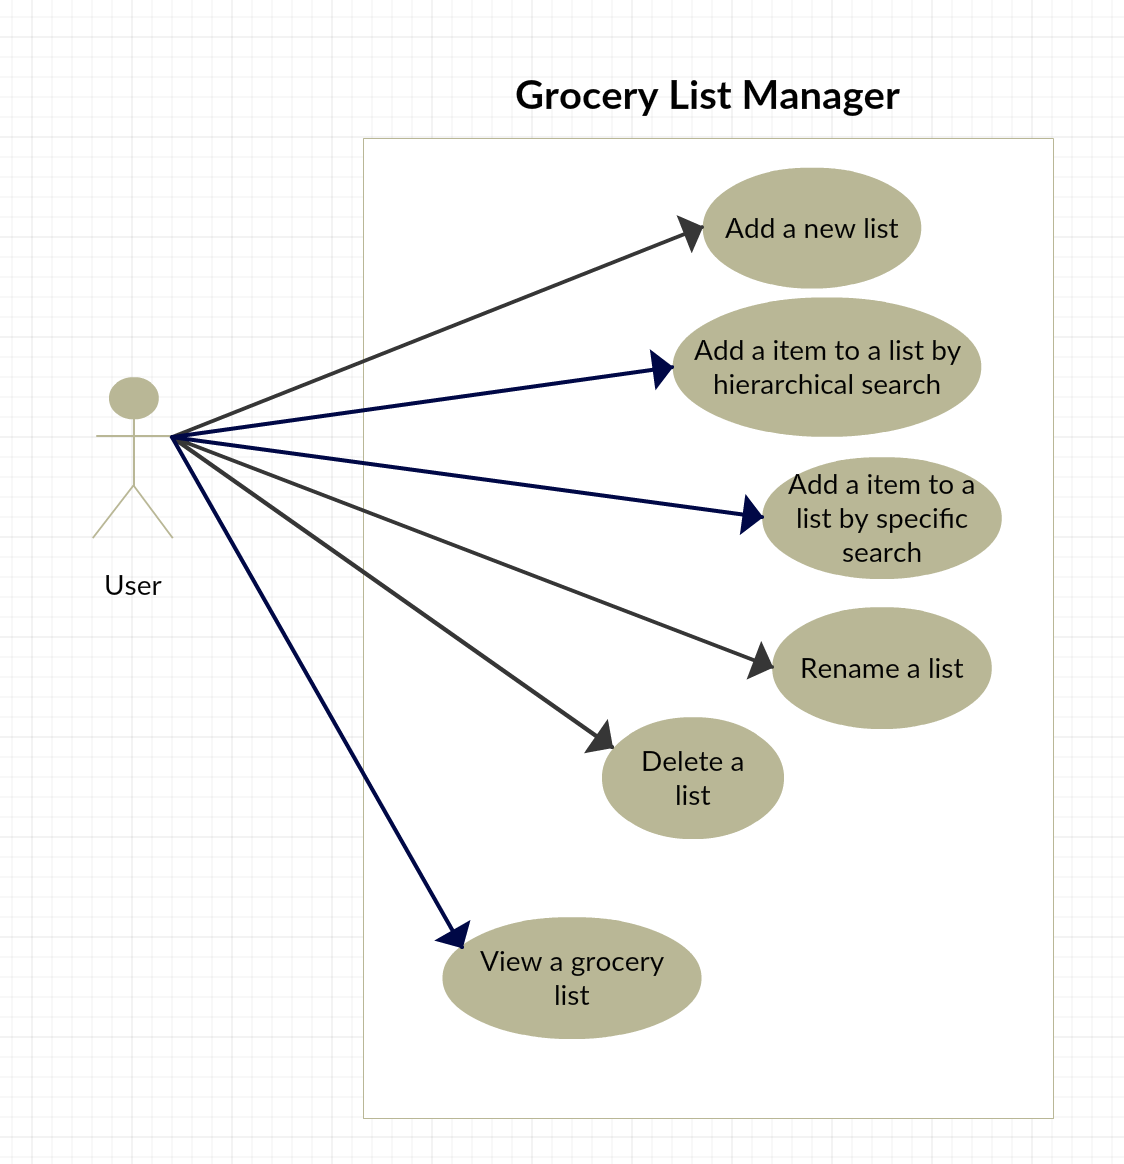 Grocery List Manager
Add a new list
Add a item to a list by
hierarchical search
Add a item to a
list by specific
search
User
Rename a list
Delete a
list
View a grocery
list